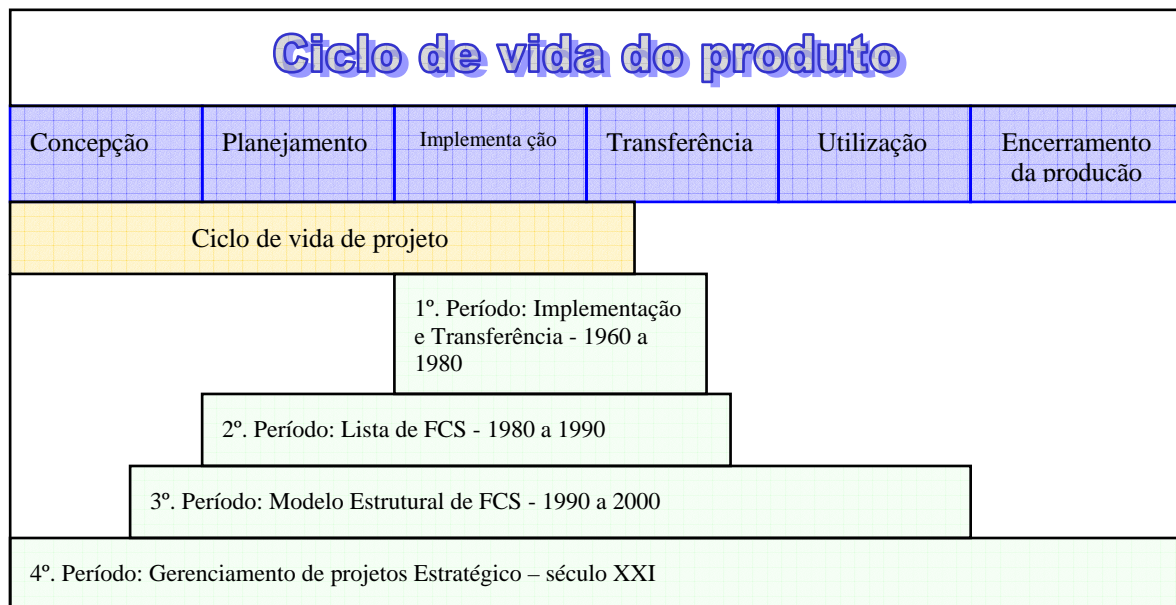 Ciclo de vida do produto
Concepção
Planejamento
Implementa ção
Transferência
Utilização
Encerramento
da produção
Ciclo de vida de projeto
1º. Período: Implementação
e Transferência - 1960 a
1980
2º. Período: Lista de FCS - 1980 a 1990
3º. Período: Modelo Estrutural de FCS - 1990 a 2000
4º. Período: Gerenciamento de projetos Estratégico – século XXI